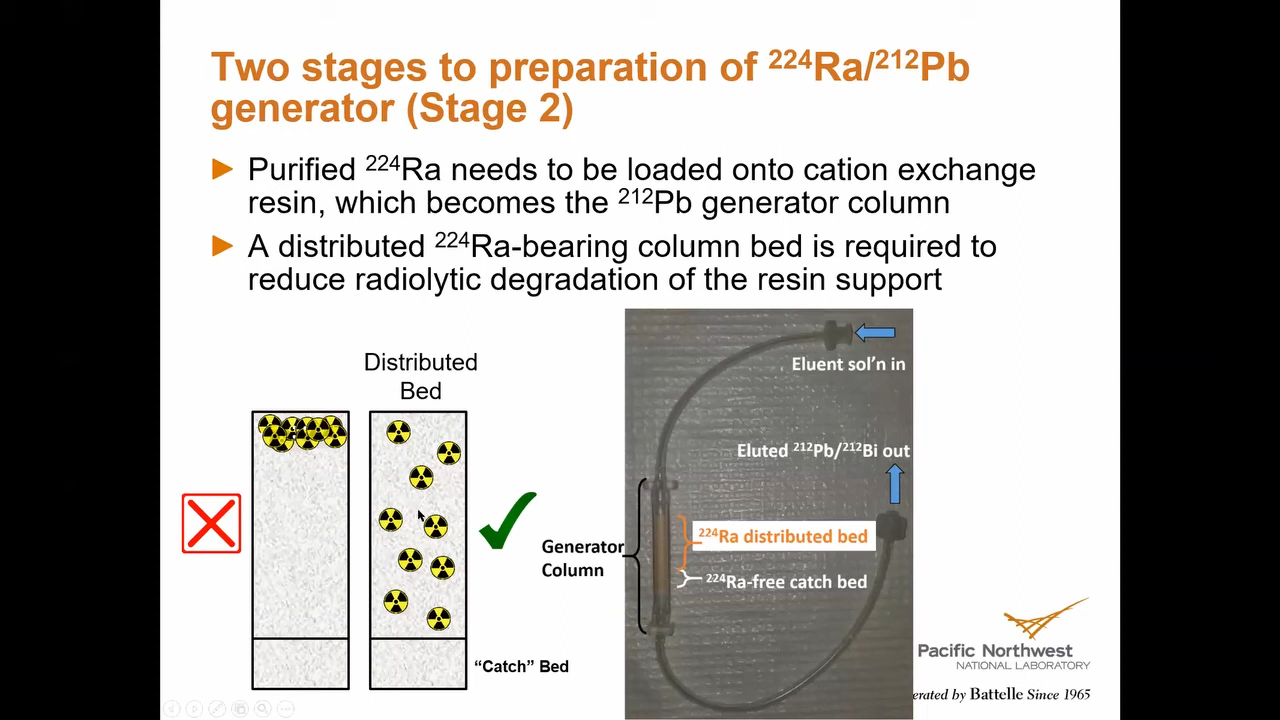 Two stages to preparation of ²²⁴Ra/²¹²Pb
generator (Stage 2)
Purified ²²⁴Ra needs to be loaded onto cation exchange
resin, which becomes the ²¹²Pb generator column
A distributed ²²⁴Ra-bearing column bed is required to
reduce radiolytic degradation of the resin support
Distributed
Bed
"Catch" Bed
Eluent sol'n in
Eluted ²¹²Pb/²¹²Bi out
Generator
Column
²²⁴Ra distributed bed
²²⁴Ra-free catch bed
Pacific Northwest
NATIONAL LABORATORY
by Battelle Since 1965